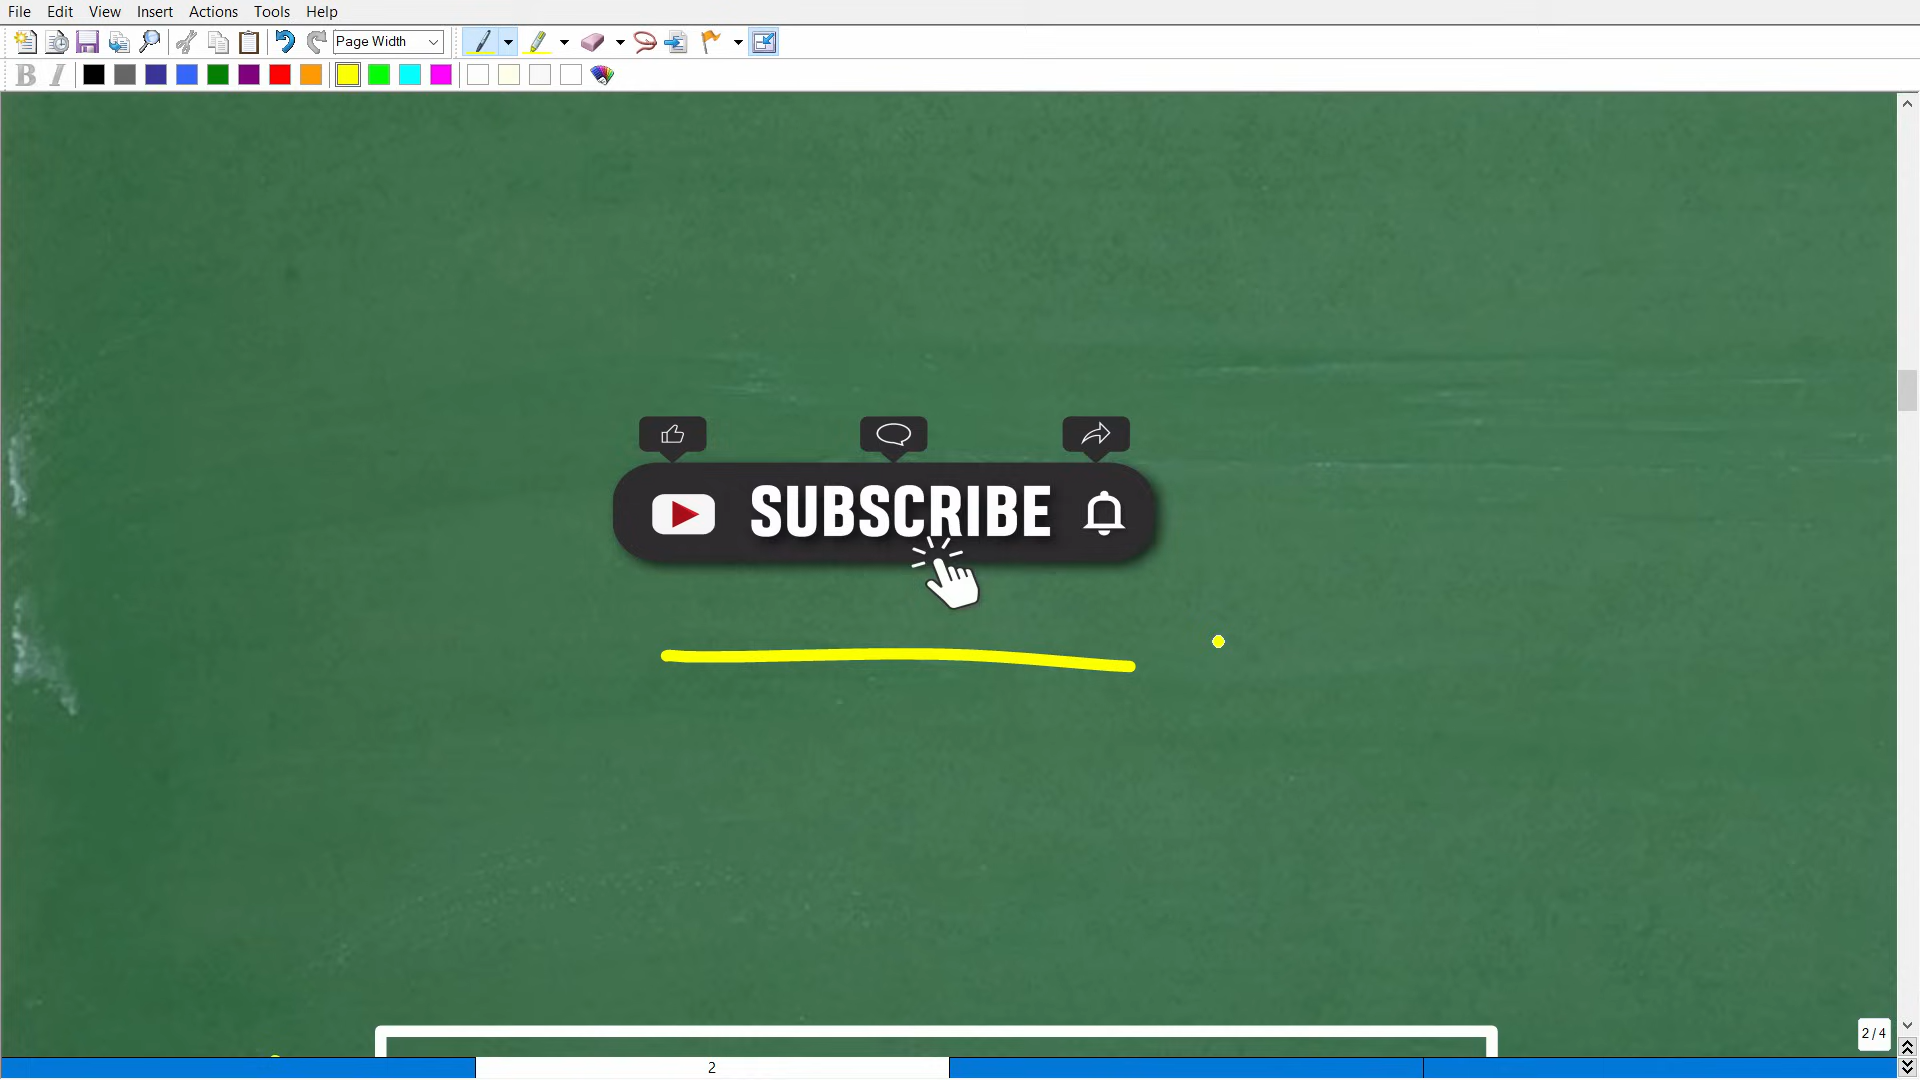 File Edit View Insert Actions Tools Help
Page Width
B I
SUBSCRIBE
2 / 4
2